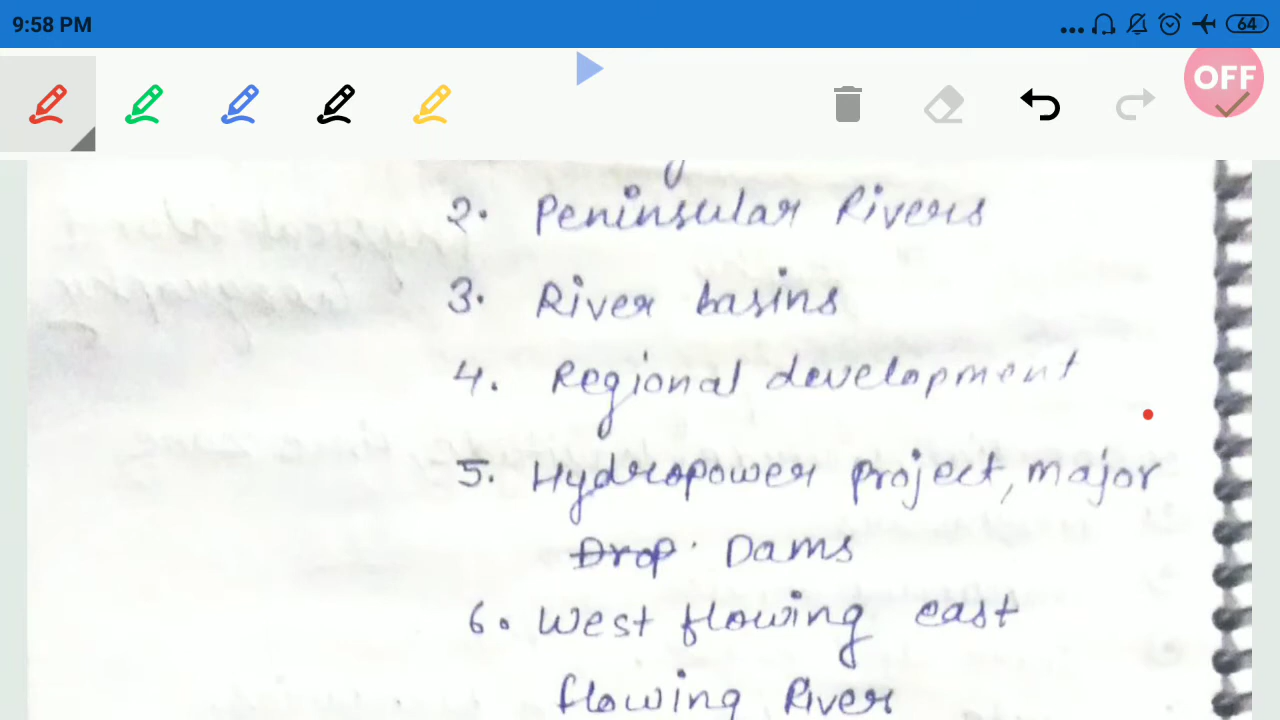 9:58 PM
64
OFF
2. Peninsular Rivers
3. River basins
4. Regional development
5. Hydropower project, major
Drop. Dams
6. West flowing east
flowing River